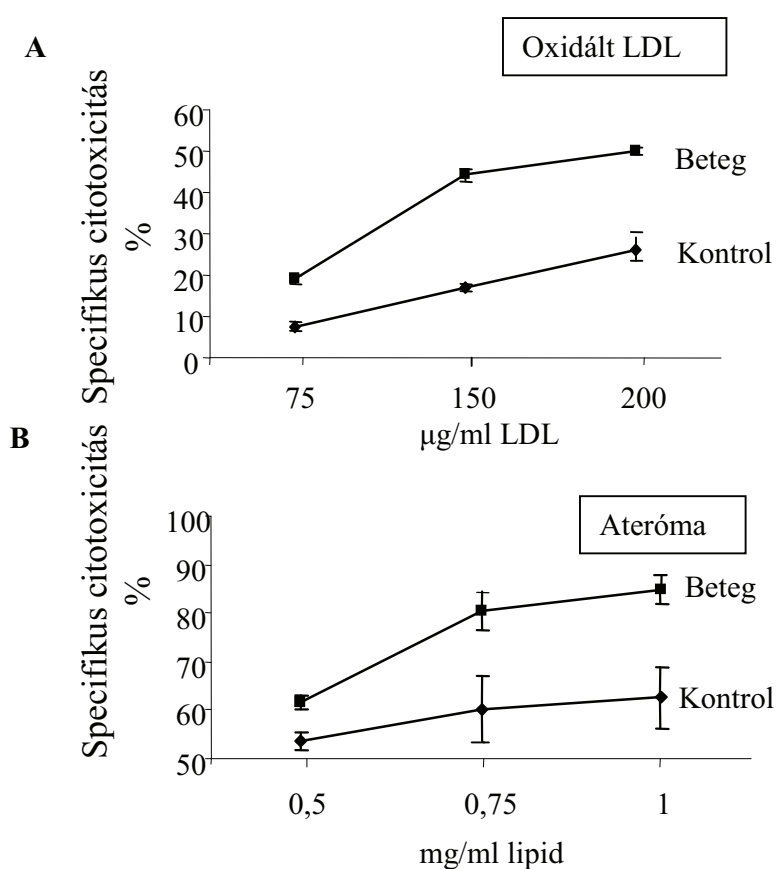 A
Oxidált LDL
Specifikus citotoxicitás
%
60
50
40
30
20
10
0
Beteg
Kontrol
75 150 200
µg/ml LDL
B
Ateróma
Specifikus citotoxicitás
%
100
90
80
70
60
50
Beteg
Kontrol
0,5 0,75 1
mg/ml lipid